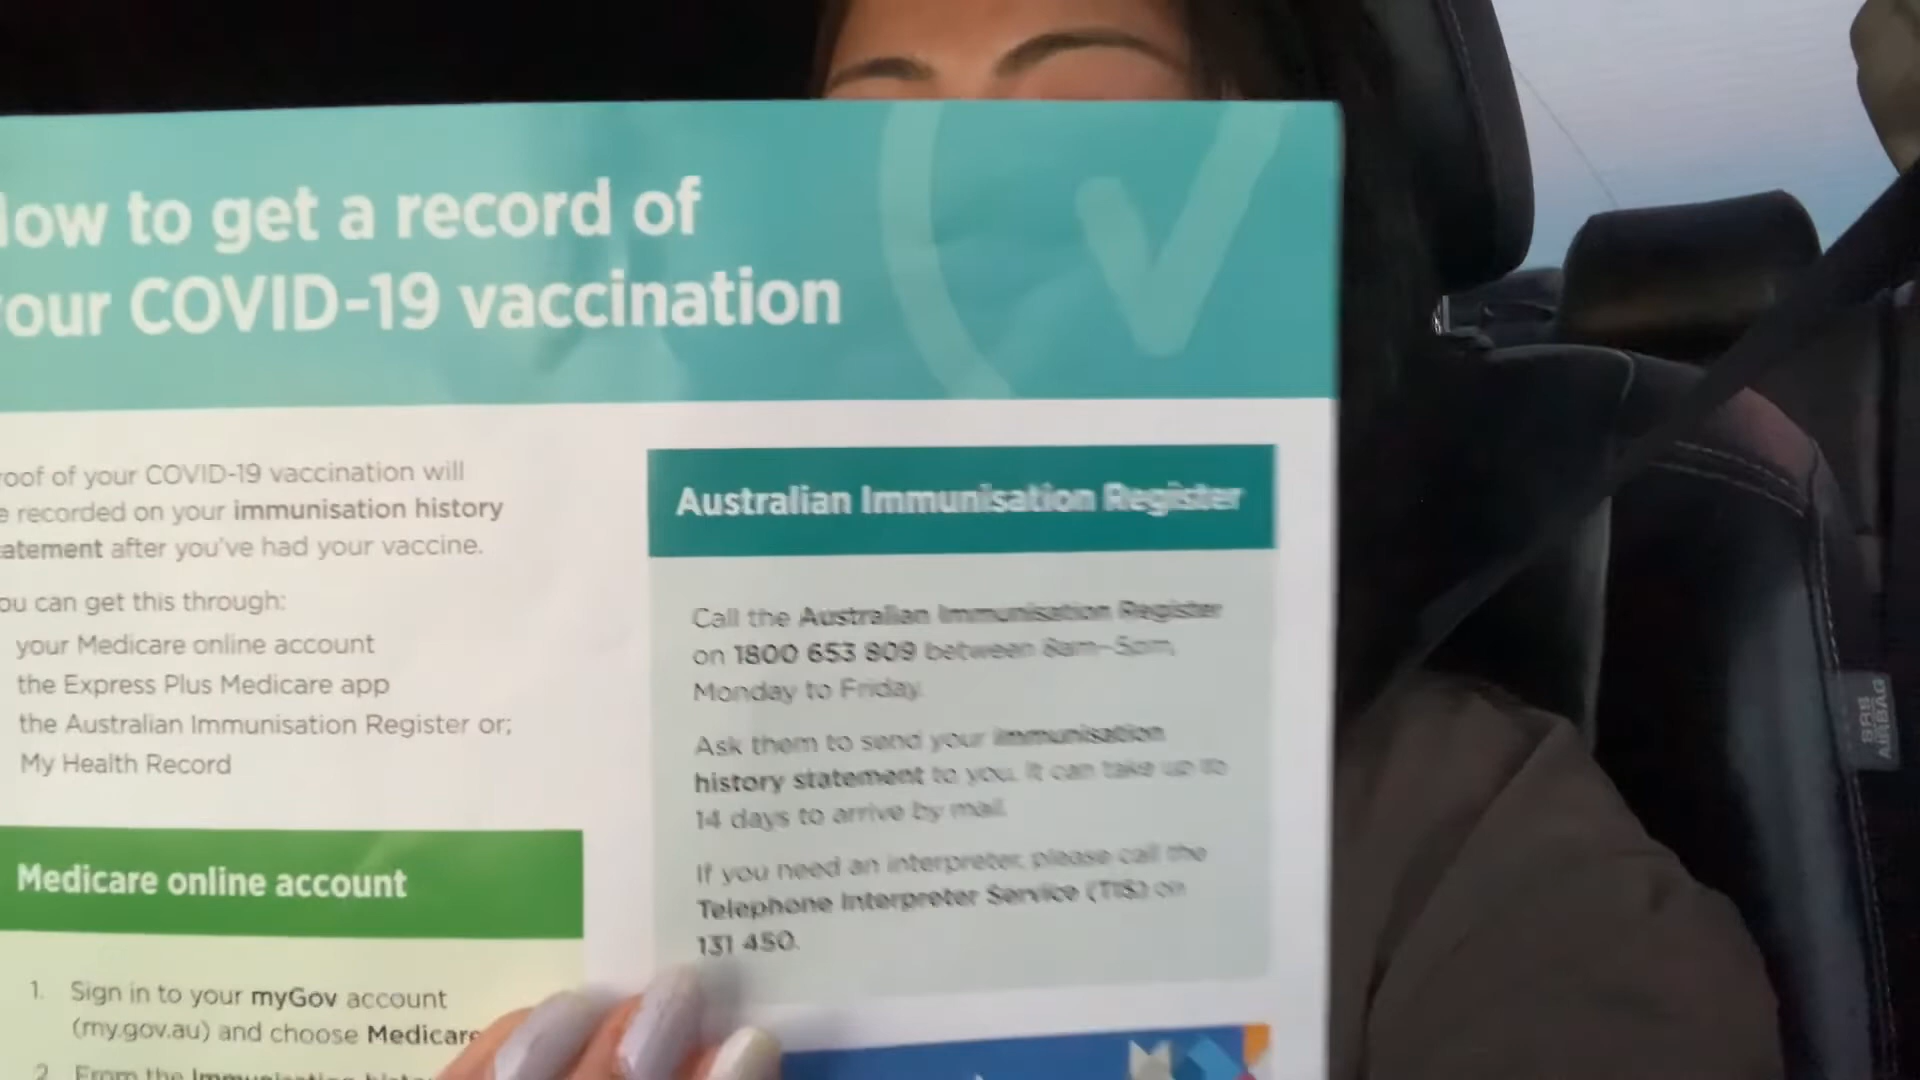 low to get a record of
our COVID-19 vaccination
roof of your COVID-19 vaccination will
e recorded on your immunisation history
atement after you've had your vaccine.
ou can get this through:
your Medicare online account
the Express Plus Medicare app
the Australian Immunisation Register or;
My Health Record
Medicare online account
1. Sign in to your myGov account
(my.gov.au) and choose Medicare
2. From the
Australian Immunisation Register
Call the Australian Immunisation Register
on 1800 653 809 between 8am–5pm,
Monday to Friday.
Ask them to send your immunisation
history statement to you. It can take up to
14 days to arrive by mail.
If you need an interpreter, please call the
Telephone Interpreter Service (TIS) on
131 450.
SRS
AIRBAG